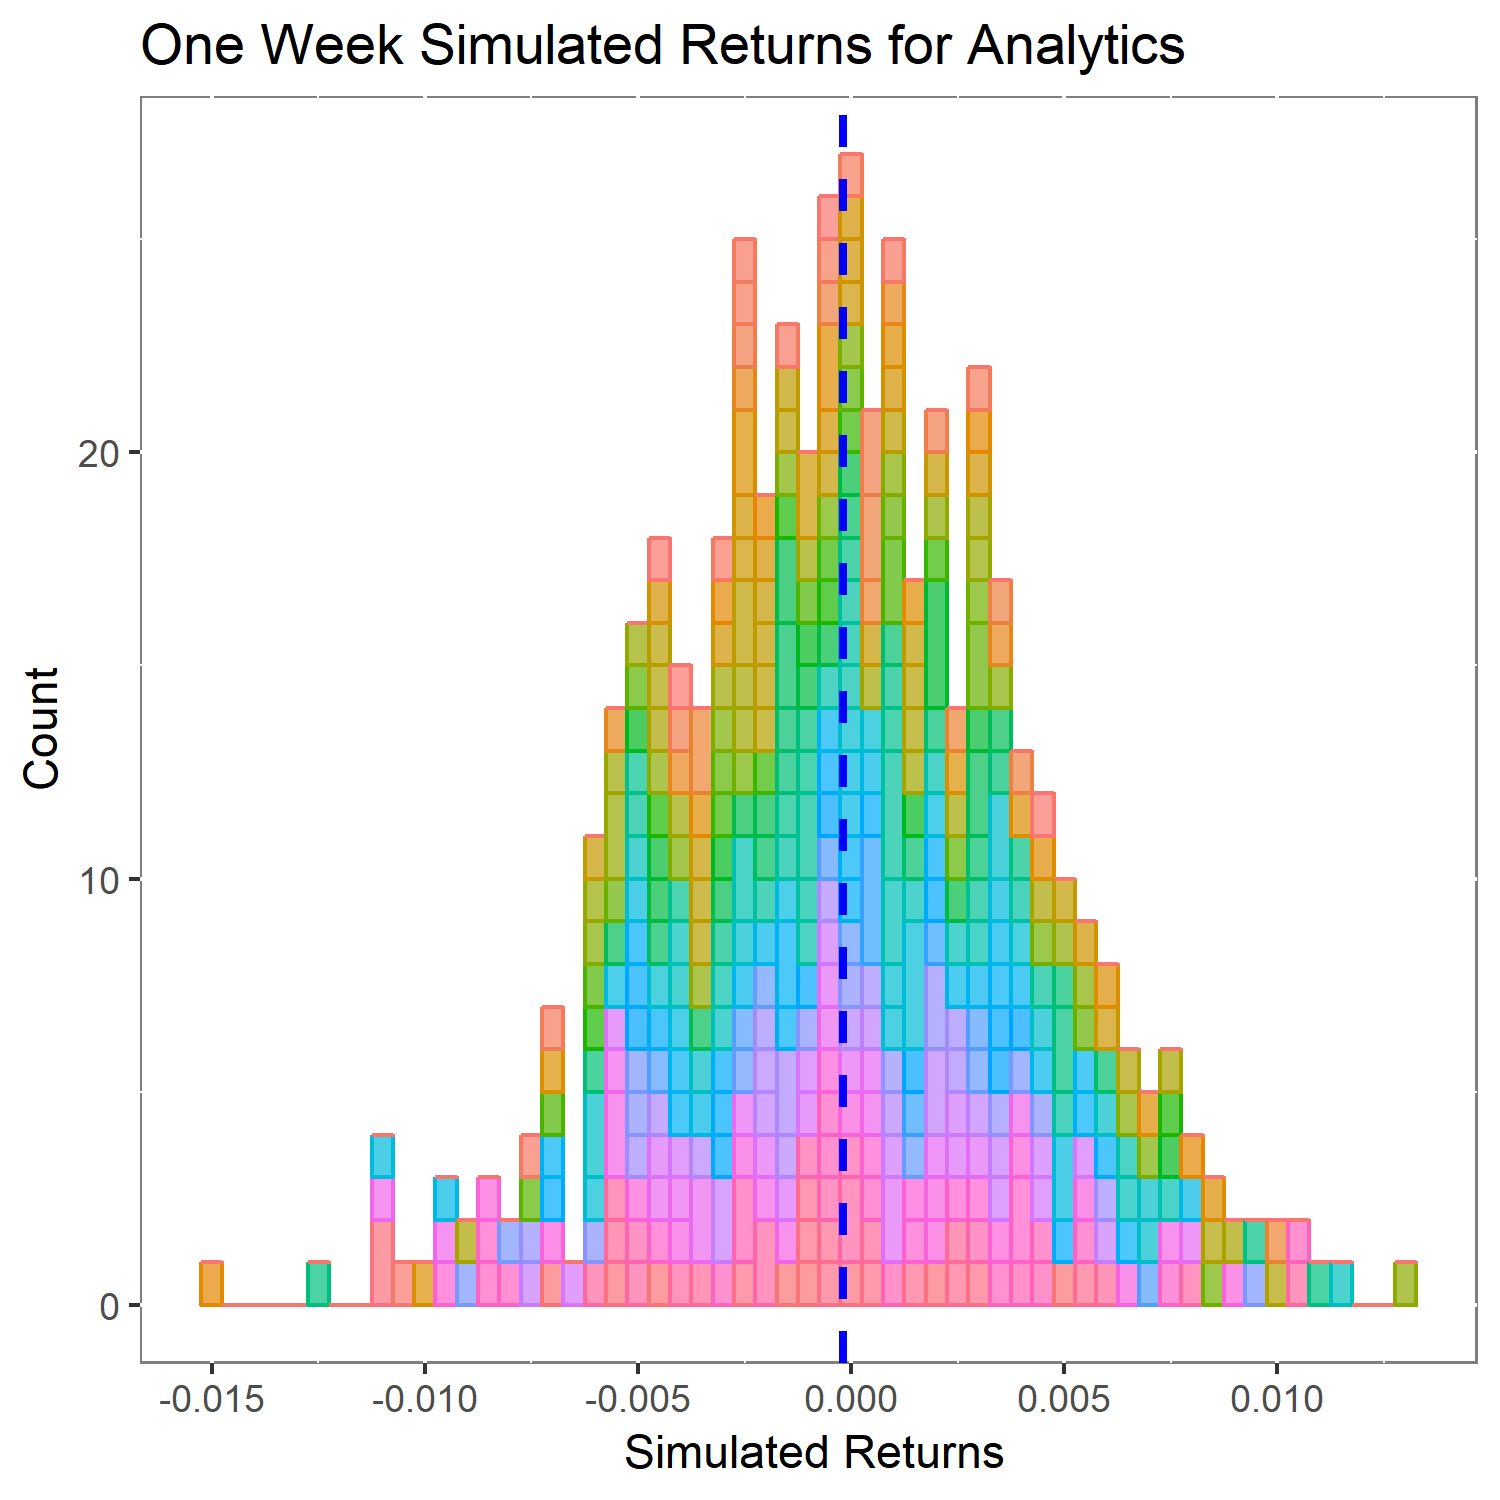 One Week Simulated Returns for Analytics
Count
20
10
0
-0.015 -0.010 -0.005 0.000 0.005 0.010
Simulated Returns